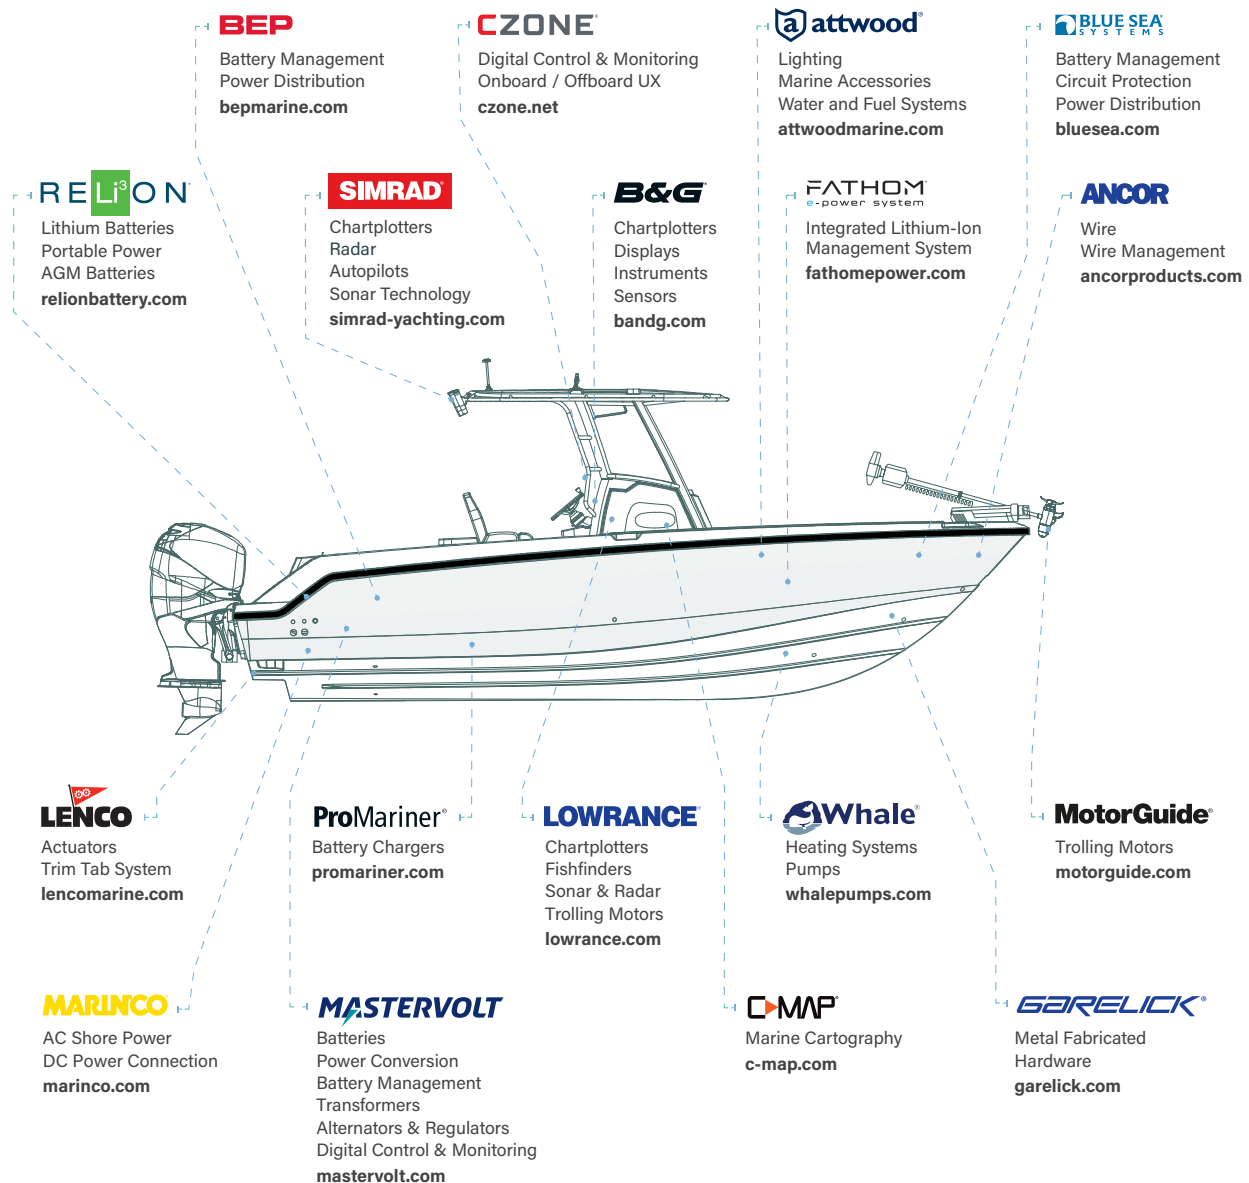 BEP
Battery Management
Power Distribution
bepmarine.com
CZONE®
Digital Control & Monitoring
Onboard / Offboard UX
czone.net
a attwood®
Lighting
Marine Accessories
Water and Fuel Systems
attwoodmarine.com
BLUE SEA®
SYSTEMS
Battery Management
Circuit Protection
Power Distribution
bluesea.com
RELi³ON®
Lithium Batteries
Portable Power
AGM Batteries
relionbattery.com
SIMRAD®
Chartplotters
Radar
Autopilots
Sonar Technology
simrad-yachting.com
B&G®
Chartplotters
Displays
Instruments
Sensors
bandg.com
FATHOM®
e-power system
Integrated Lithium-Ion
Management System
fathomepower.com
ANCOR
Wire
Wire Management
ancorproducts.com
LENCO
Actuators
Trim Tab System
lencomarine.com
ProMariner®
Battery Chargers
promariner.com
LOWRANCE®
Chartplotters
Fishfinders
Sonar & Radar
Trolling Motors
lowrance.com
Whale®
Heating Systems
Pumps
whalepumps.com
MotorGuide®
Trolling Motors
motorguide.com
MARINCO
AC Shore Power
DC Power Connection
marinco.com
MASTERVOLT
Batteries
Power Conversion
Battery Management
Transformers
Alternators & Regulators
Digital Control & Monitoring
mastervolt.com
C-MAP®
Marine Cartography
c-map.com
GARELICK®
Metal Fabricated
Hardware
garelick.com